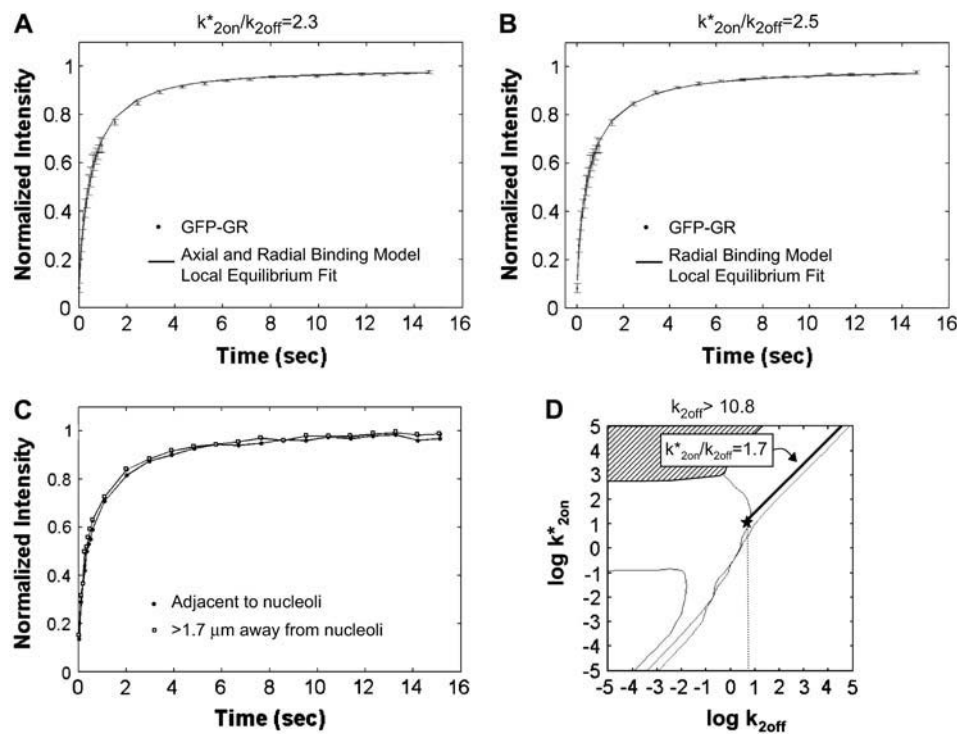 A
k*2on/k2off=2.3
Normalized Intensity
1
0.8
0.6
0.4
0.2
0
0 2 4 6 8 10 12 14 16
Time (sec)
GFP-GR
Axial and Radial Binding Model
Local Equilibrium Fit
B
k*2on/k2off=2.5
Normalized Intensity
1
0.8
0.6
0.4
0.2
0
0 2 4 6 8 10 12 14 16
Time (sec)
GFP-GR
Radial Binding Model
Local Equilibrium Fit
C
Normalized Intensity
1
0.8
0.6
0.4
0.2
0
0 2 4 6 8 10 12 14 16
Time (sec)
Adjacent to nucleoli
>1.7 μm away from nucleoli
D
k2off> 10.8
k*2on/k2off=1.7
log k*2on
5
4
3
2
1
0
-1
-2
-3
-4
-5
-5 -4 -3 -2 -1 0 1 2 3 4 5
log k2off